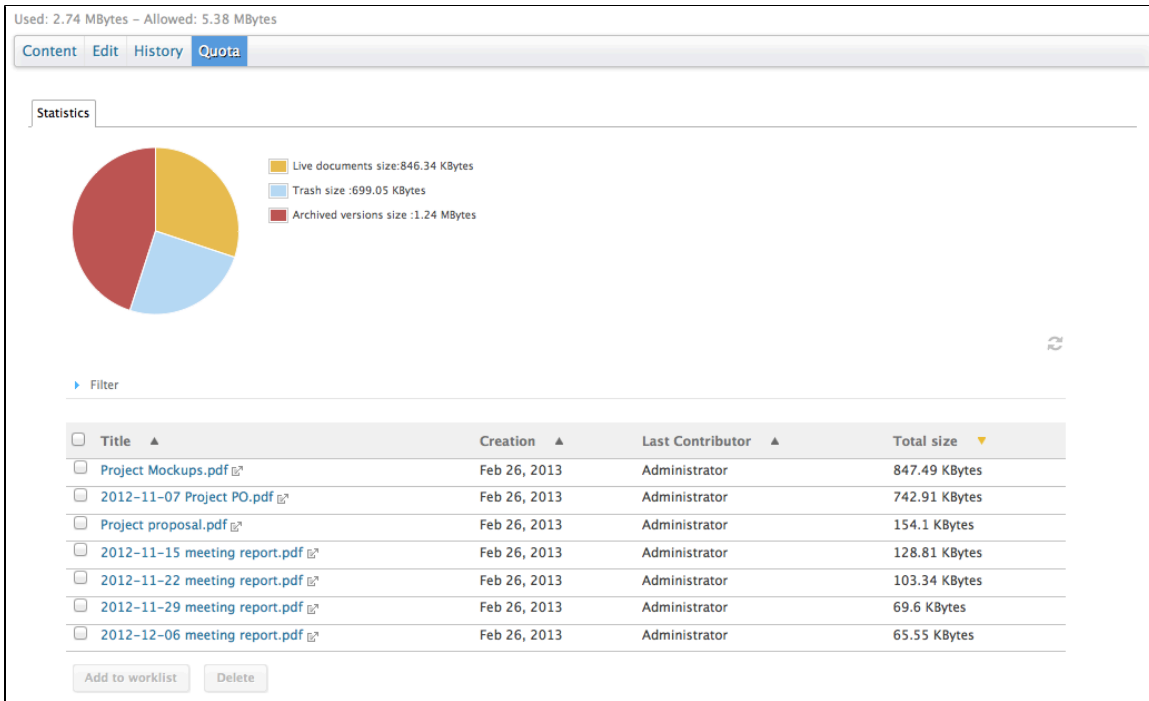 Used: 2.74 MBytes – Allowed: 5.38 MBytes
Content Edit History Quota
Statistics
Live documents size:846.34 KBytes
Trash size :699.05 KBytes
Archived versions size :1.24 MBytes
Filter
Title Creation Last Contributor Total size
Project Mockups.pdf Feb 26, 2013 Administrator 847.49 KBytes
2012-11-07 Project PO.pdf Feb 26, 2013 Administrator 742.91 KBytes
Project proposal.pdf Feb 26, 2013 Administrator 154.1 KBytes
2012-11-15 meeting report.pdf Feb 26, 2013 Administrator 128.81 KBytes
2012-11-22 meeting report.pdf Feb 26, 2013 Administrator 103.34 KBytes
2012-11-29 meeting report.pdf Feb 26, 2013 Administrator 69.6 KBytes
2012-12-06 meeting report.pdf Feb 26, 2013 Administrator 65.55 KBytes
Add to worklist Delete